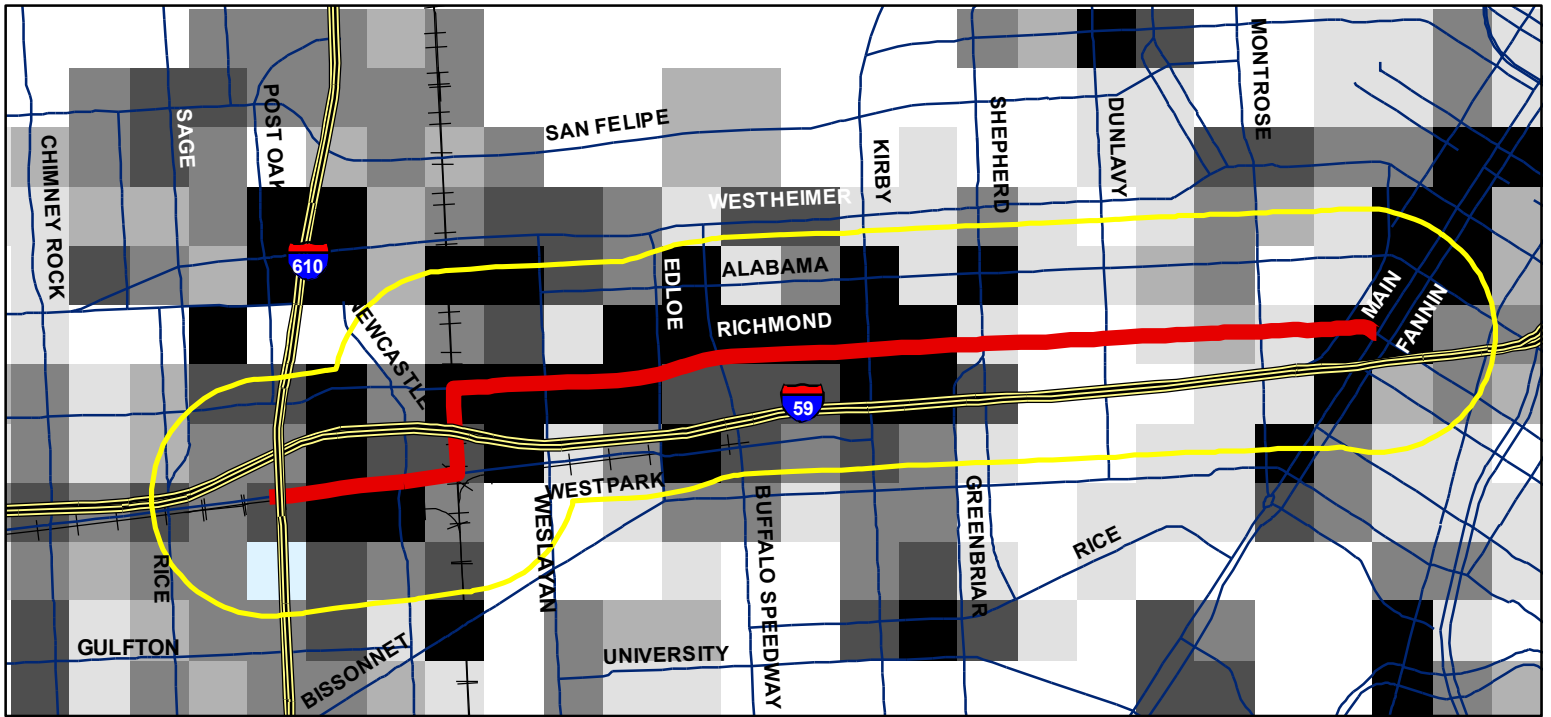 MONTROSE
SAGE
POST OAK
SAN FELIPE
SHEPHERD
DUNLAVY
CHIMNEY ROCK
KIRBY
WESTHEIMER
610
EDLOE
ALABAMA
MAIN
FANNIN
NEWCASTLE
RICHMOND
59
WESTPARK
WESLAYAN
BUFFALO SPEEDWAY
GREENBRIAR
RICE
RICE
GULFTON
BISSONNET
UNIVERSITY